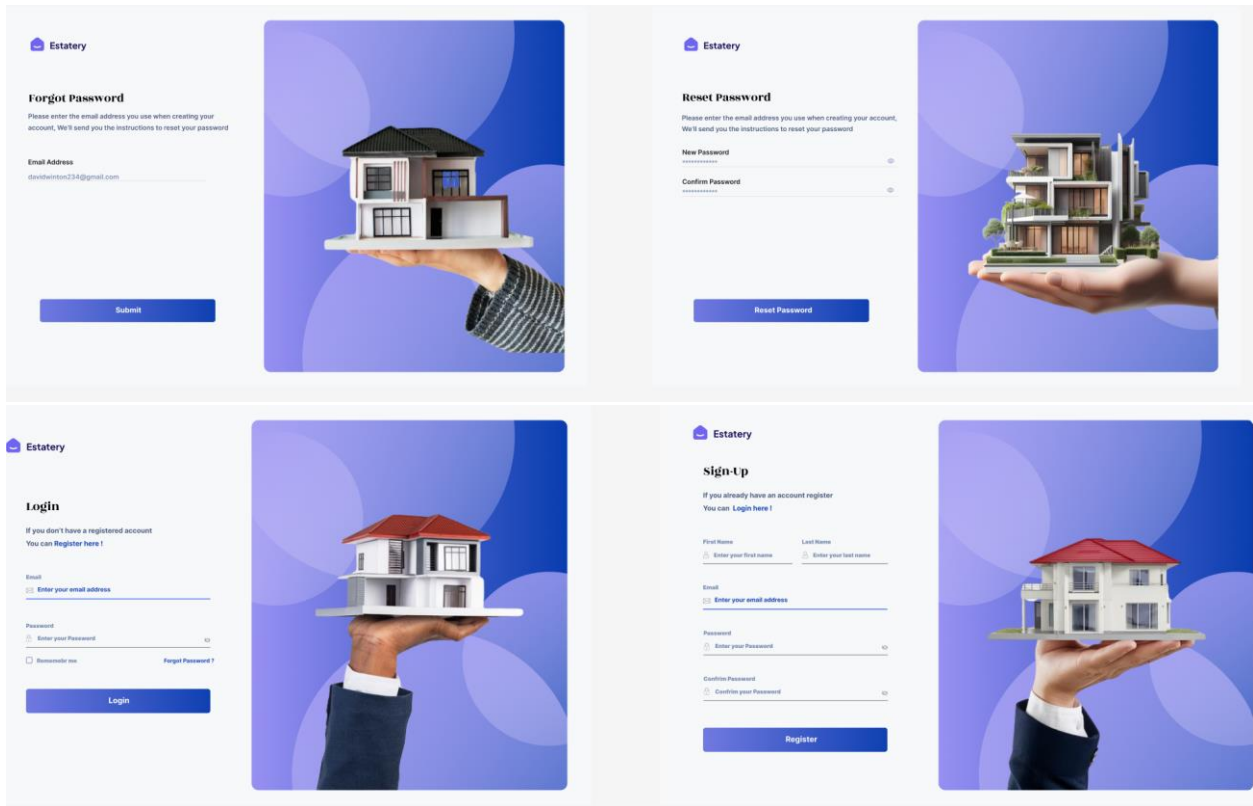 Estatery
Forgot Password
Please enter the email address you use when creating your
account, We'll send you the instructions to reset your password
Email Address
davidwinton234@gmail.com
Submit
Estatery
Reset Password
Please enter the email address you use when creating your account,
We'll send you the instructions to reset your password
New Password
************
Confirm Password
************
Reset Password
Estatery
Login
If you don't have a registered account
You can Register here !
Email
Enter your email address
Password
Enter your Password
Rememebr me
Forgot Password ?
Login
Estatery
Sign-Up
If you already have an account register
You can Login here !
First Name
Last Name
Enter your first name
Enter your last name
Email
Enter your email address
Password
Enter your Password
Confrim Password
Confrim your Password
Register